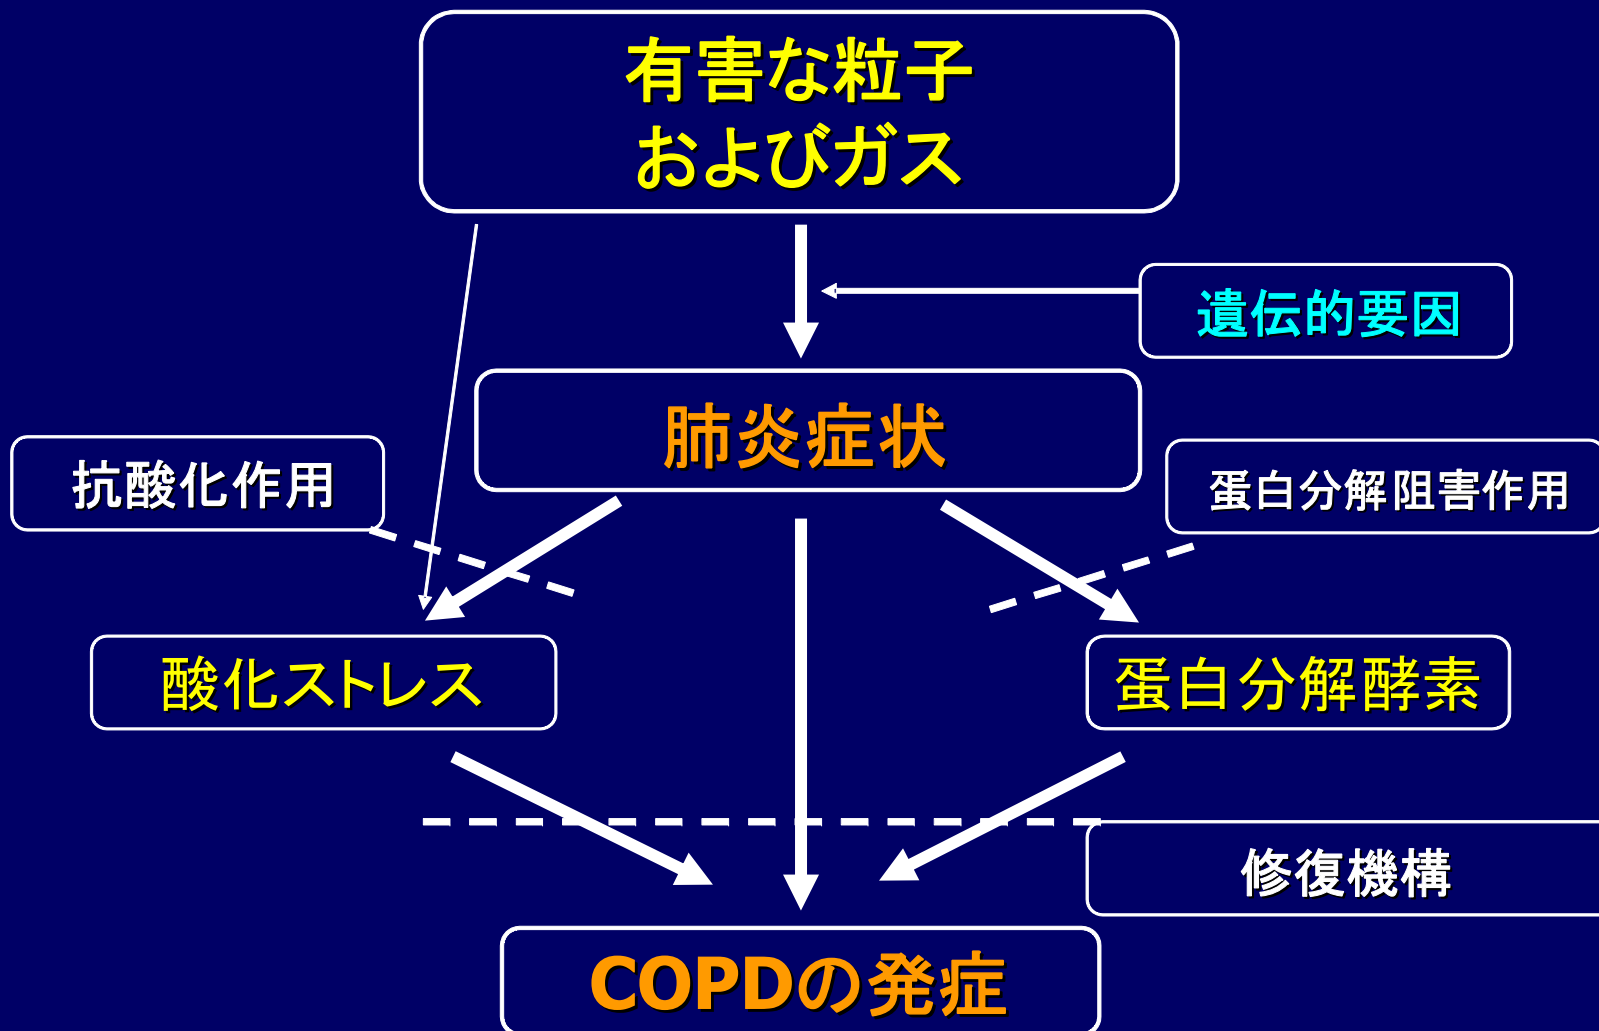 有害な粒子
およびガス
遺伝的要因
肺炎症状
抗酸化作用
蛋白分解阻害作用
酸化ストレス
蛋白分解酵素
修復機構
COPDの発症